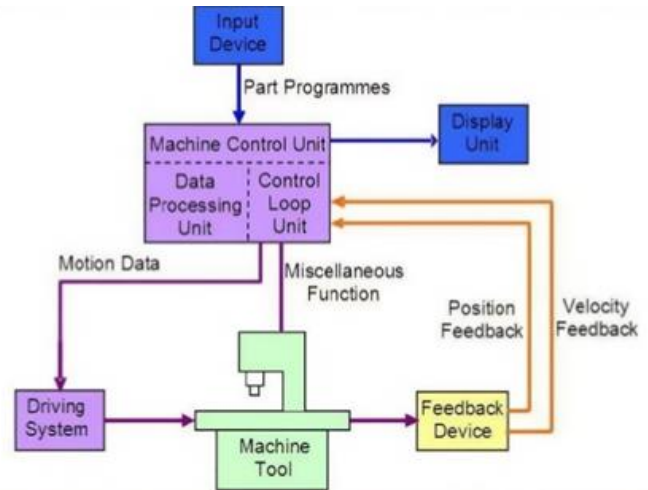 Input
Device
Part Programmes
Machine Control Unit
Display
Unit
Data
Processing
Unit
Control
Loop
Unit
Motion Data
Miscellaneous
Function
Position
Feedback
Velocity
Feedback
Driving
System
Machine
Tool
Feedback
Device